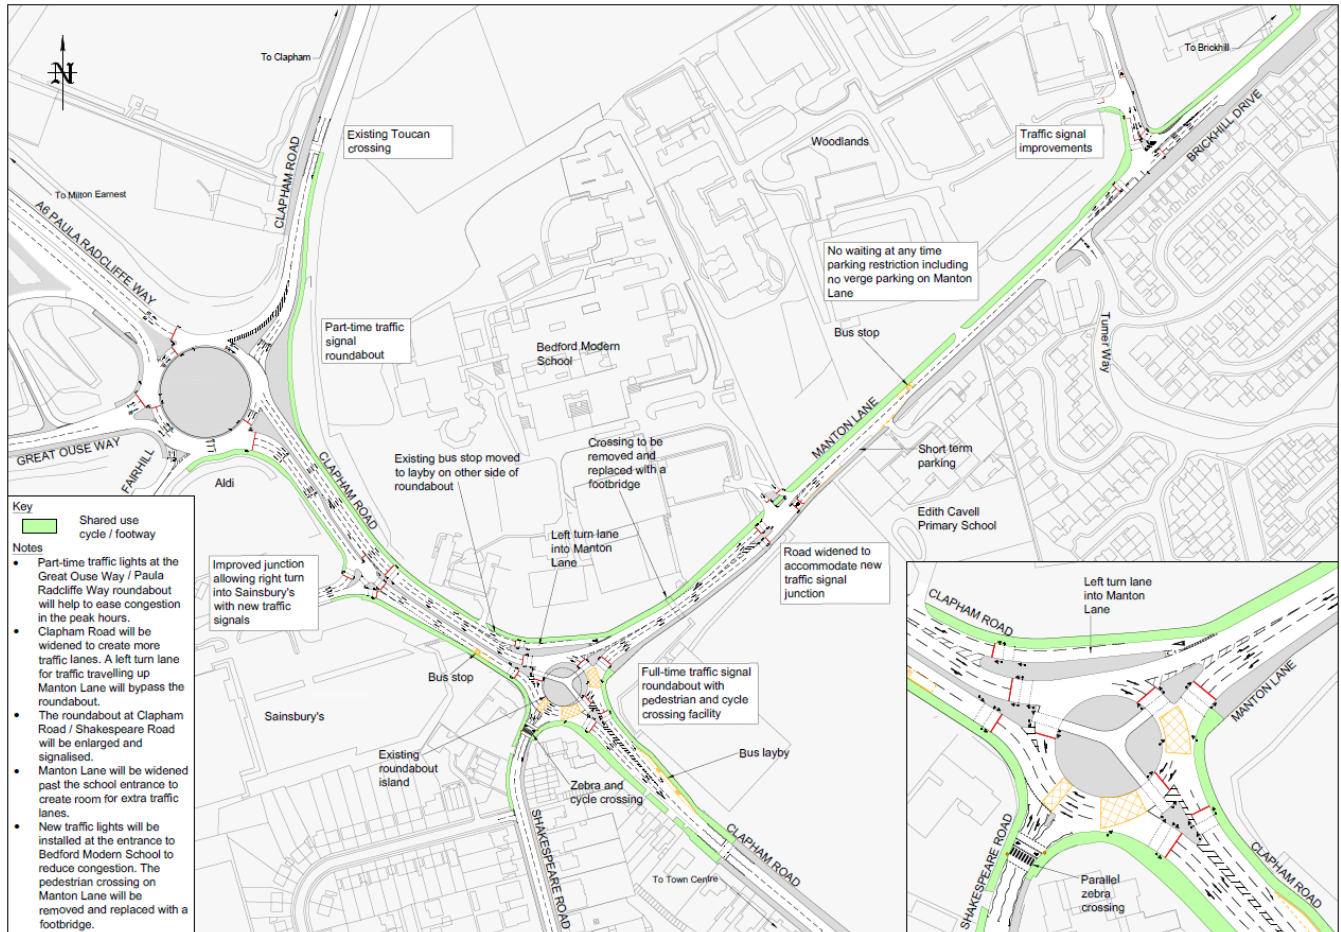 To Clapham
To Brickhill
N
Existing Toucan
crossing
Woodlands
Traffic signal
improvements
BRICKHILL DRIVE
CLAPHAM ROAD
To Milton Earnest
A6 PAULA RADCLIFFE WAY
No waiting at any time
parking restriction including
no verge parking on Manton
Lane
Bus stop
Turner Way
Part-time traffic
signal
roundabout
Bedford Modern
School
MANTON LANE
GREAT OUSE WAY
FAIRHILL
Aldi
CLAPHAM ROAD
Existing bus stop moved
to layby on other side of
roundabout
Crossing to be
removed and
replaced with a
footbridge
Short term
parking
Edith Cavell
Primary School
Left turn lane
into Manton
Lane
Road widened to
accommodate new
traffic signal
junction
Improved junction
allowing right turn
into Sainsbury's
with new traffic
signals
Bus stop
Sainsbury's
Full-time traffic signal
roundabout with
pedestrian and cycle
crossing facility
Existing
roundabout
island
Zebra and
cycle crossing
Bus layby
SHAKESPEARE ROAD
CLAPHAM ROAD
To Town Centre
Key
Shared use
cycle / footway
Notes
• Part-time traffic lights at the
Great Ouse Way / Paula
Radcliffe Way roundabout
will help to ease congestion
in the peak hours.
• Clapham Road will be
widened to create more
traffic lanes. A left turn lane
for traffic travelling up
Manton Lane will bypass the
roundabout.
• The roundabout at Clapham
Road / Shakespeare Road
will be enlarged and
signalised.
• Manton Lane will be widened
past the school entrance to
create room for extra traffic
lanes.
• New traffic lights will be
installed at the entrance to
Bedford Modern School to
reduce congestion. The
pedestrian crossing on
Manton Lane will be
removed and replaced with a
footbridge.
Left turn lane
into Manton
Lane
CLAPHAM ROAD
MANTON LANE
SHAKESPEARE ROAD
CLAPHAM ROAD
Parallel
zebra
crossing